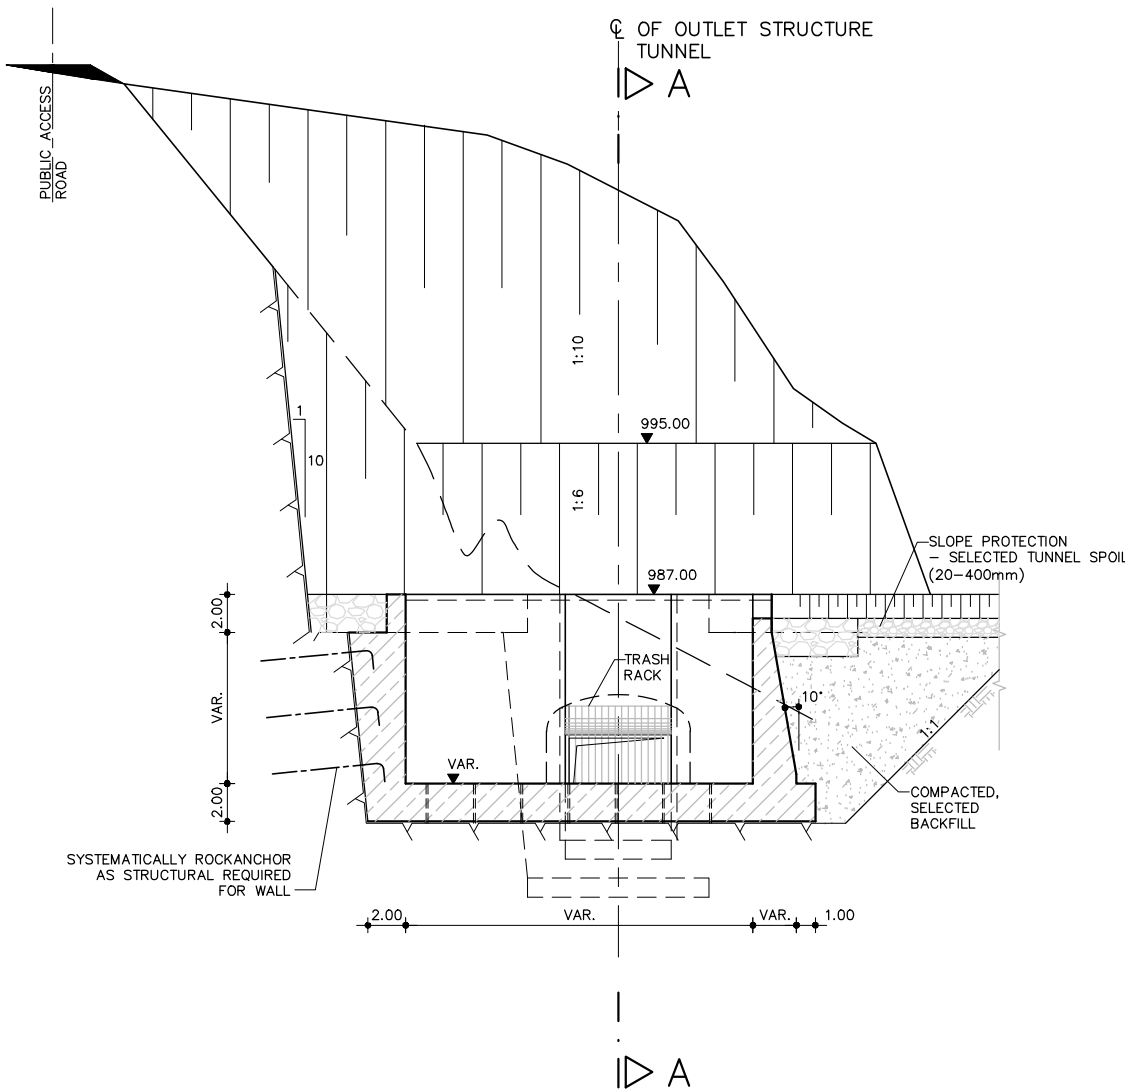 ℄ OF OUTLET STRUCTURE
TUNNEL
A
PUBLIC ACCESS
ROAD
1:10
995.00
1
10
1:6
987.00
SLOPE PROTECTION
– SELECTED TUNNEL SPOIL
(20–400mm)
2.00
TRASH
RACK
VAR.
10°
1:1
VAR.
2.00
COMPACTED,
SELECTED
BACKFILL
SYSTEMATICALLY ROCKANCHOR
AS STRUCTURAL REQUIRED
FOR WALL
2.00 VAR. VAR. 1.00
A